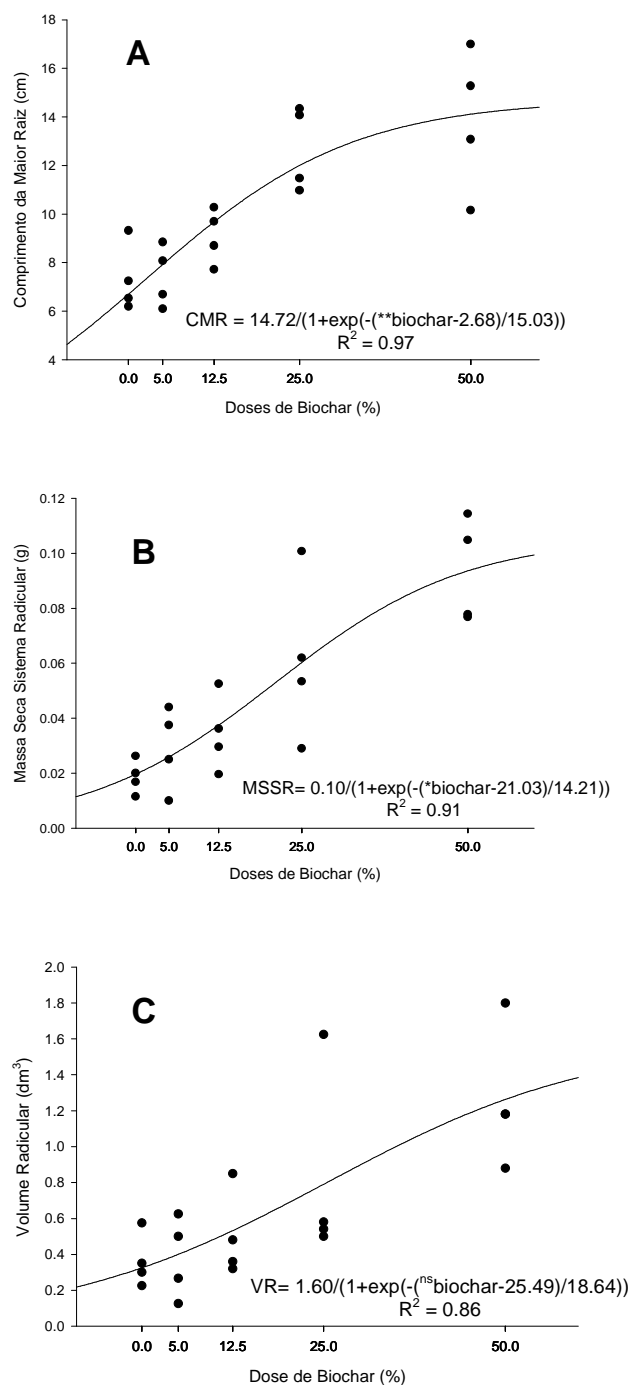 A
Comprimento da Maior Raiz (cm)
18
16
14
12
10
8
6
4
CMR = 14.72/(1+exp(-(**biochar-2.68)/15.03))
R² = 0.97
0.0 5.0 12.5 25.0 50.0
Doses de Biochar (%)
B
Massa Seca Sistema Radicular (g)
0.12
0.10
0.08
0.06
0.04
0.02
0.00
MSSR= 0.10/(1+exp(-(*biochar-21.03)/14.21))
R² = 0.91
0.0 5.0 12.5 25.0 50.0
Doses de Biochar (%)
C
Volume Radicular (dm³)
2.0
1.8
1.6
1.4
1.2
1.0
0.8
0.6
0.4
0.2
0.0
VR= 1.60/(1+exp(-(ⁿˢbiochar-25.49)/18.64))
R² = 0.86
0.0 5.0 12.5 25.0 50.0
Dose de Biochar (%)